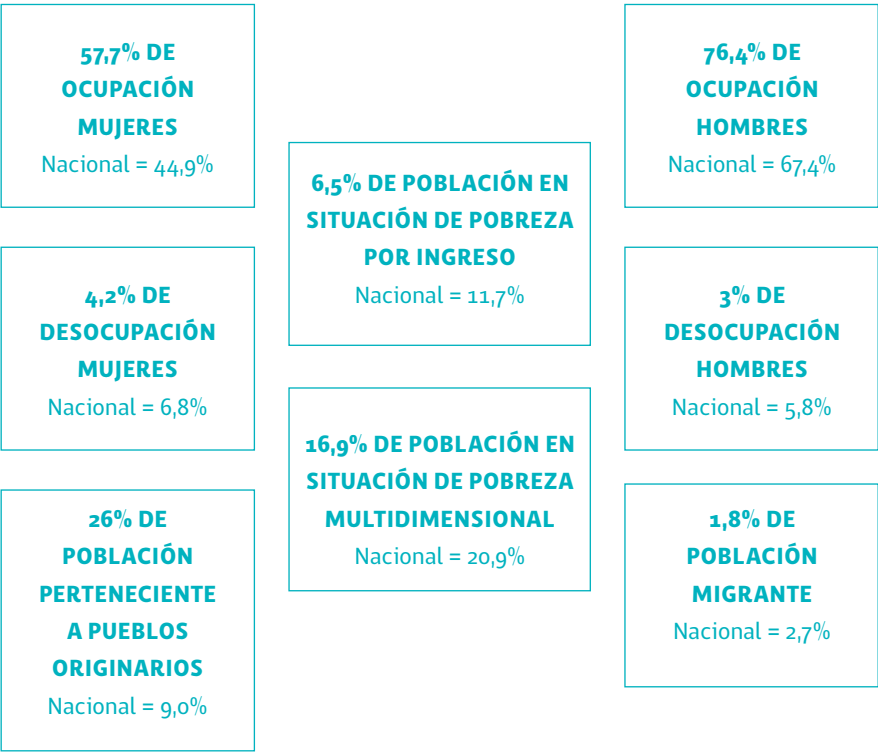 57,7% DE
OCUPACIÓN
MUJERES
Nacional = 44,9%
76,4% DE
OCUPACIÓN
HOMBRES
Nacional = 67,4%
6,5% DE POBLACIÓN EN
SITUACIÓN DE POBREZA
POR INGRESO
Nacional = 11,7%
4,2% DE
DESOCUPACIÓN
MUJERES
Nacional = 6,8%
3% DE
DESOCUPACIÓN
HOMBRES
Nacional = 5,8%
16,9% DE POBLACIÓN EN
SITUACIÓN DE POBREZA
MULTIDIMENSIONAL
Nacional = 20,9%
26% DE
POBLACIÓN
PERTENECIENTE
A PUEBLOS
ORIGINARIOS
Nacional = 9,0%
1,8% DE
POBLACIÓN
MIGRANTE
Nacional = 2,7%